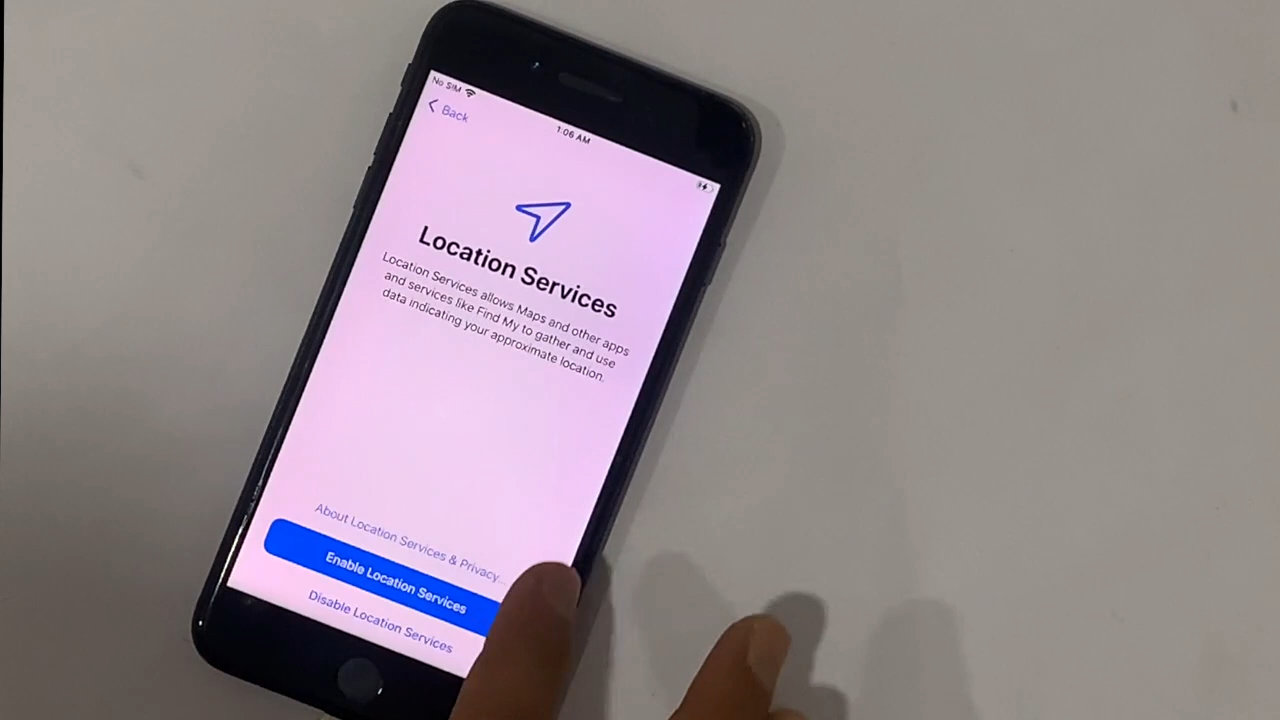 No SIM
1:06 AM
Back
Location Services
Location Services allows Maps and other apps
and services like Find My to gather and use
data indicating your approximate location.
About Location Services & Privacy...
Enable Location Services
Disable Location Services